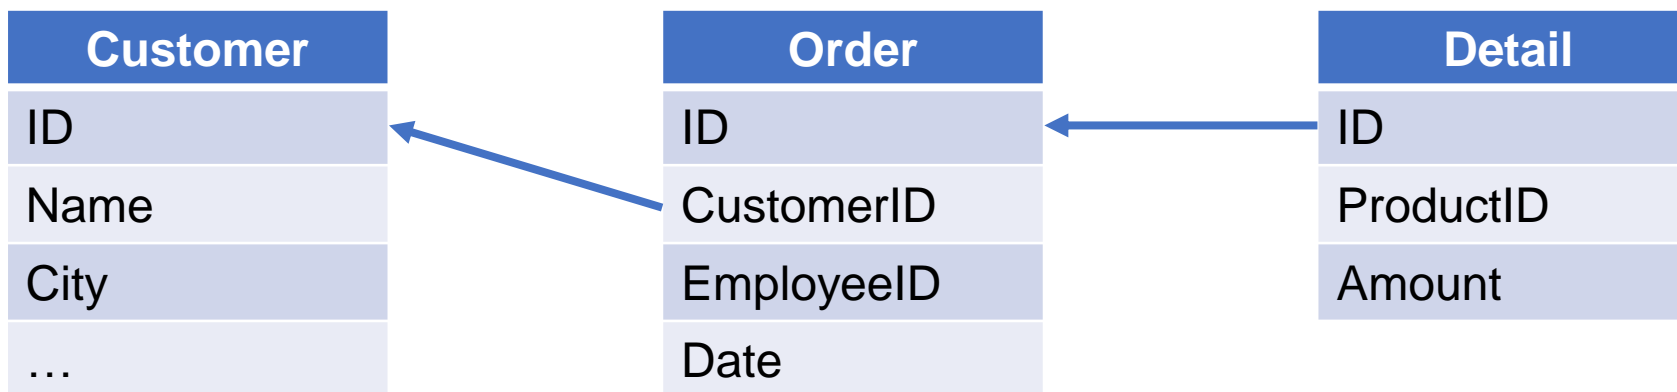 Customer
ID
Name
City
…
Order
ID
CustomerID
EmployeeID
Date
Detail
ID
ProductID
Amount